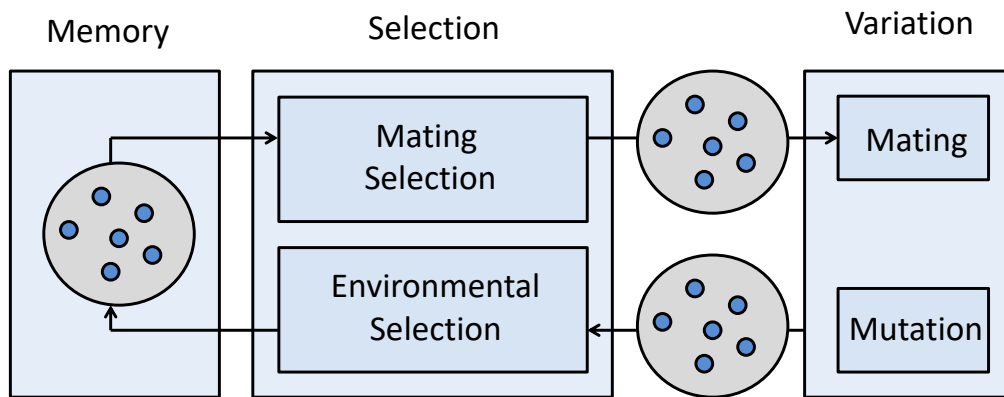 Memory
Selection
Variation
Mating
Selection
Mating
Environmental
Selection
Mutation